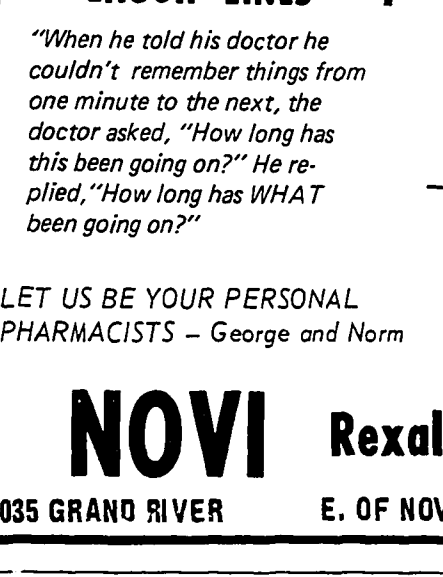 "When he told his doctor he
couldn't remember things from
one minute to the next, the
doctor asked, "How long has
this been going on?" He re-
plied, "How long has WHAT
been going on?"
LET US BE YOUR PERSONAL
PHARMACISTS – George and Norm
NOVI Rexal
035 GRAND RIVER E. OF NOV